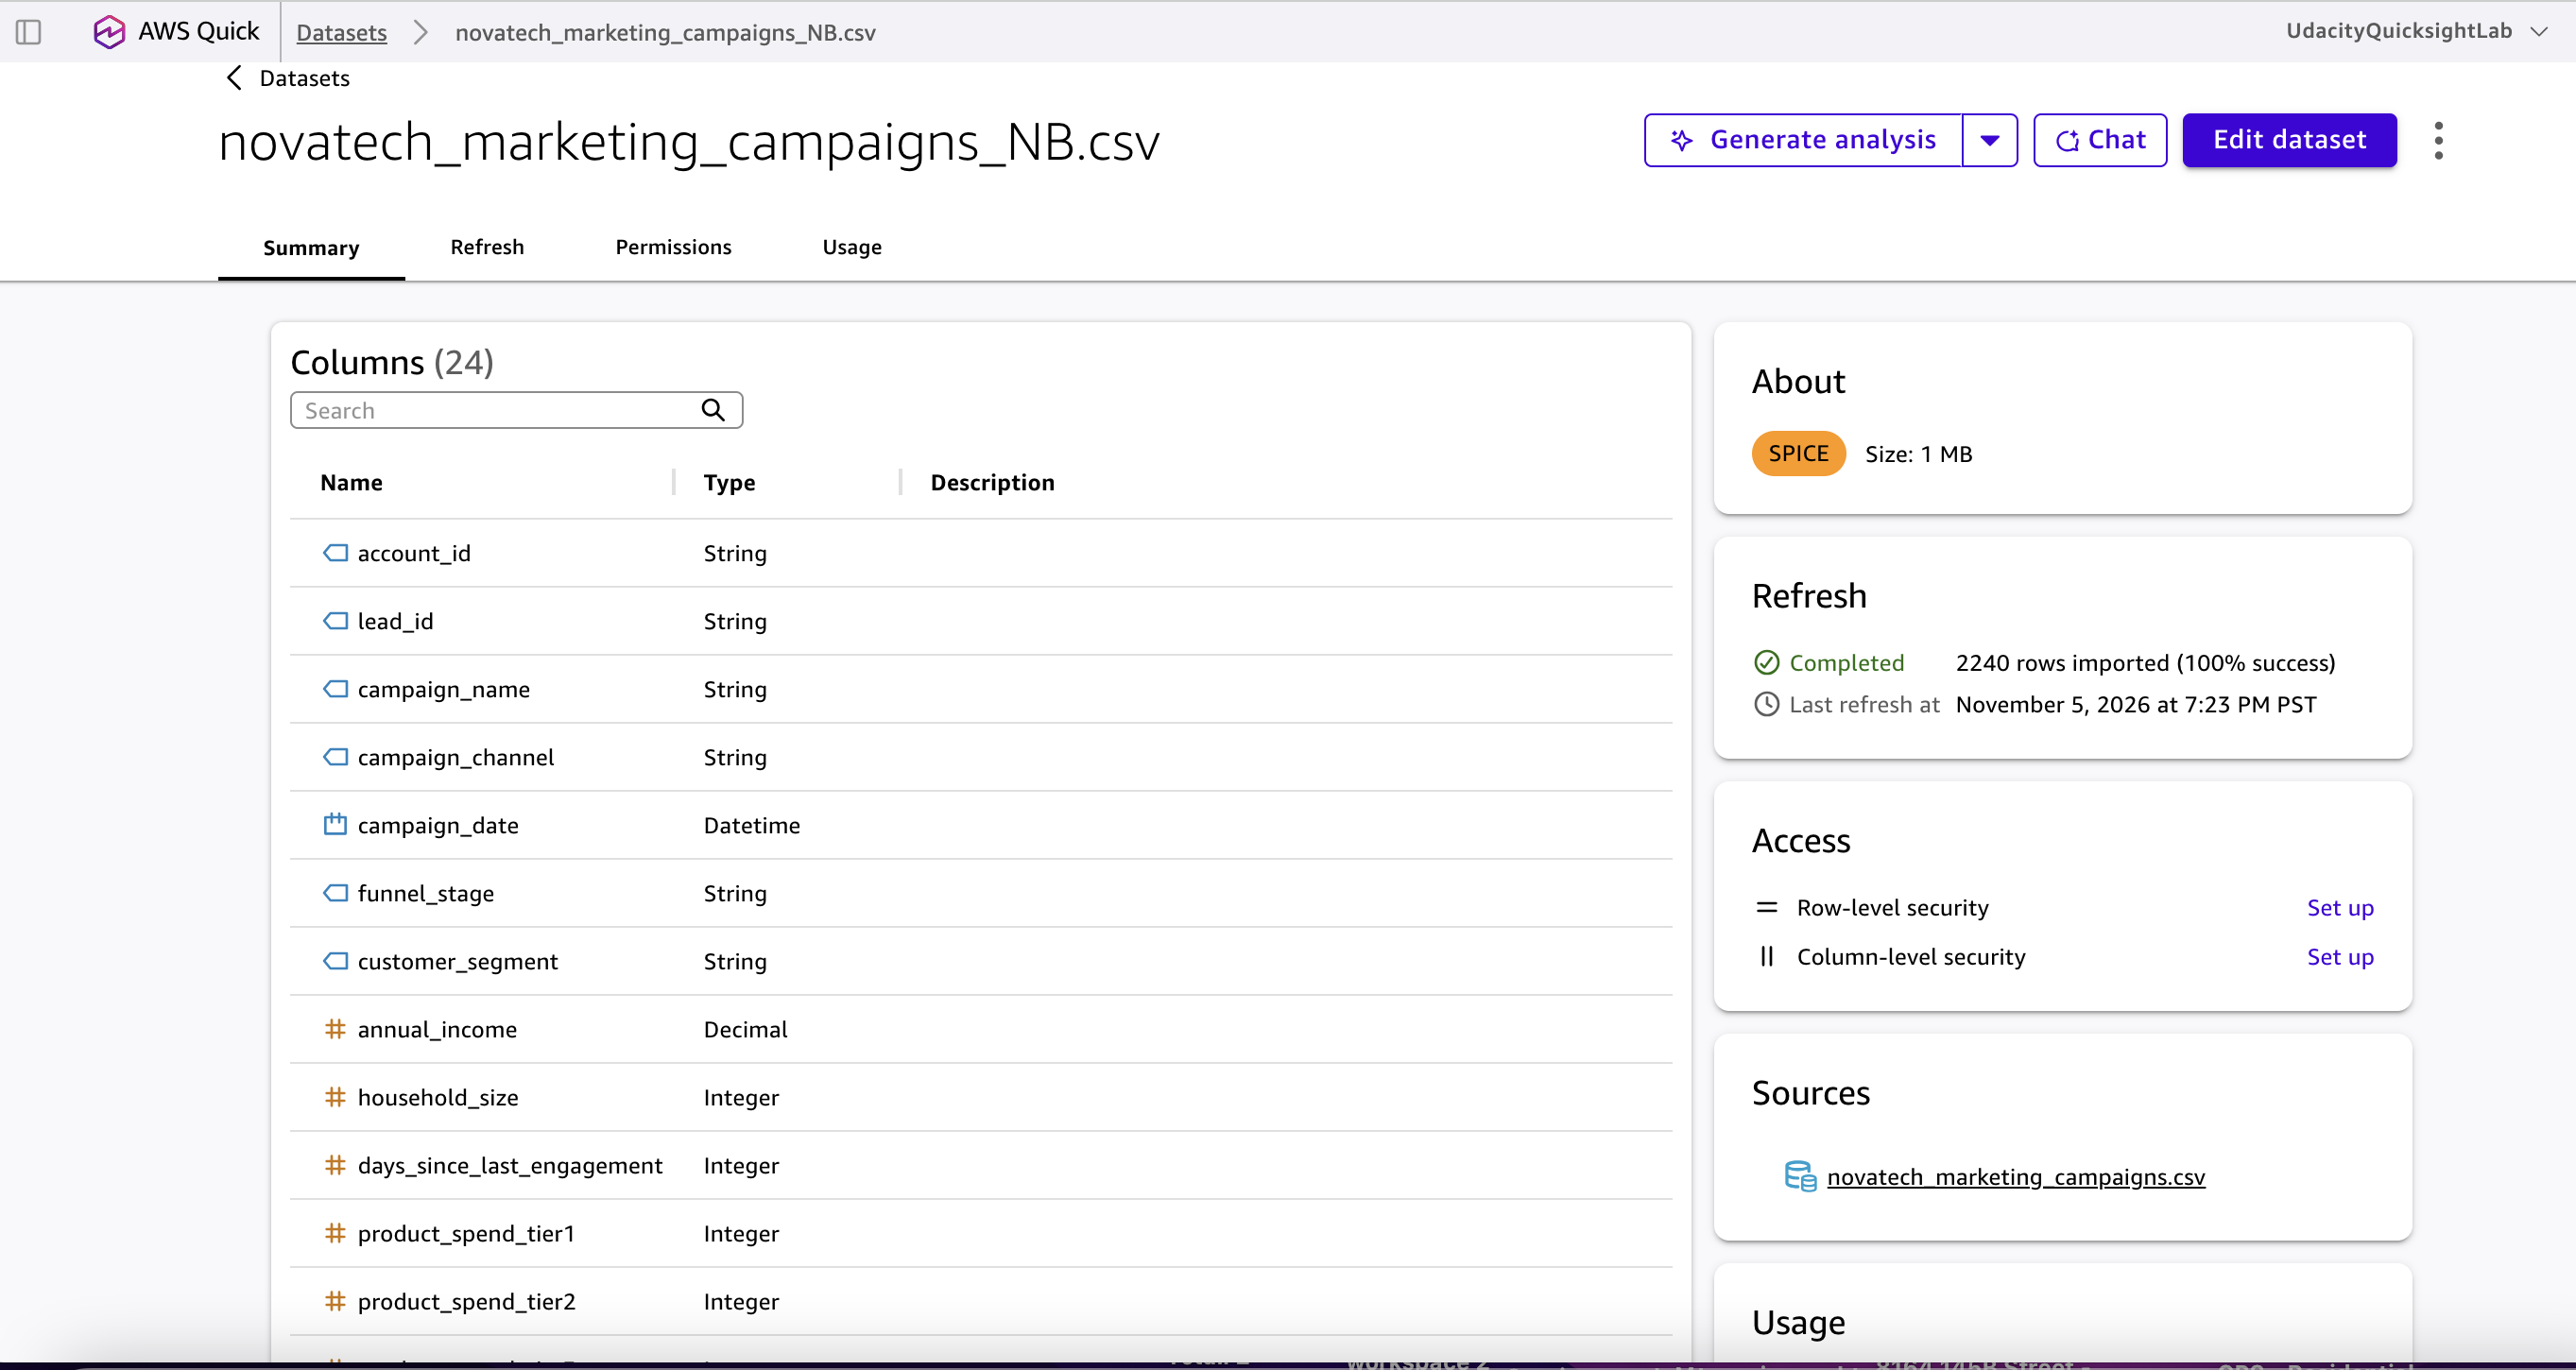 AWS Quick
Datasets
novatech_marketing_campaigns_NB.csv
UdacityQuicksightLab
Datasets
novatech_marketing_campaigns_NB.csv
Generate analysis
Chat
Edit dataset
Summary
Refresh
Permissions
Usage
Columns (24)
Search
Name
Type
Description
account_id
String
lead_id
String
campaign_name
String
campaign_channel
String
campaign_date
Datetime
funnel_stage
String
customer_segment
String
annual_income
Decimal
household_size
Integer
days_since_last_engagement
Integer
product_spend_tier1
Integer
product_spend_tier2
Integer
About
SPICE
Size: 1 MB
Refresh
Completed
2240 rows imported (100% success)
Last refresh at
November 5, 2026 at 7:23 PM PST
Access
Row-level security
Set up
Column-level security
Set up
Sources
novatech_marketing_campaigns.csv
Usage